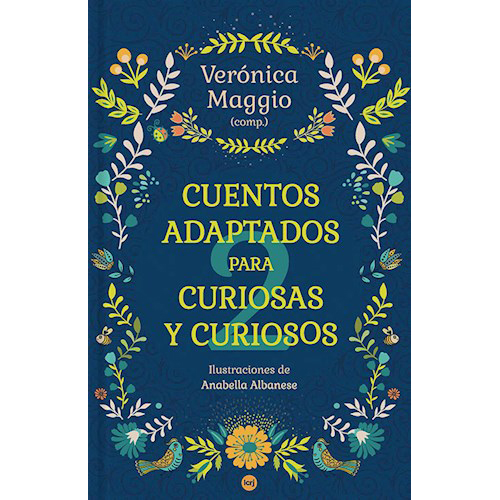 Verónica
Maggio
(comp.)
CUENTOS
ADAPTADOS
2
PARA
CURIOSAS
Y CURIOSOS
Ilustraciones de
Anabella Albanese
lcrj